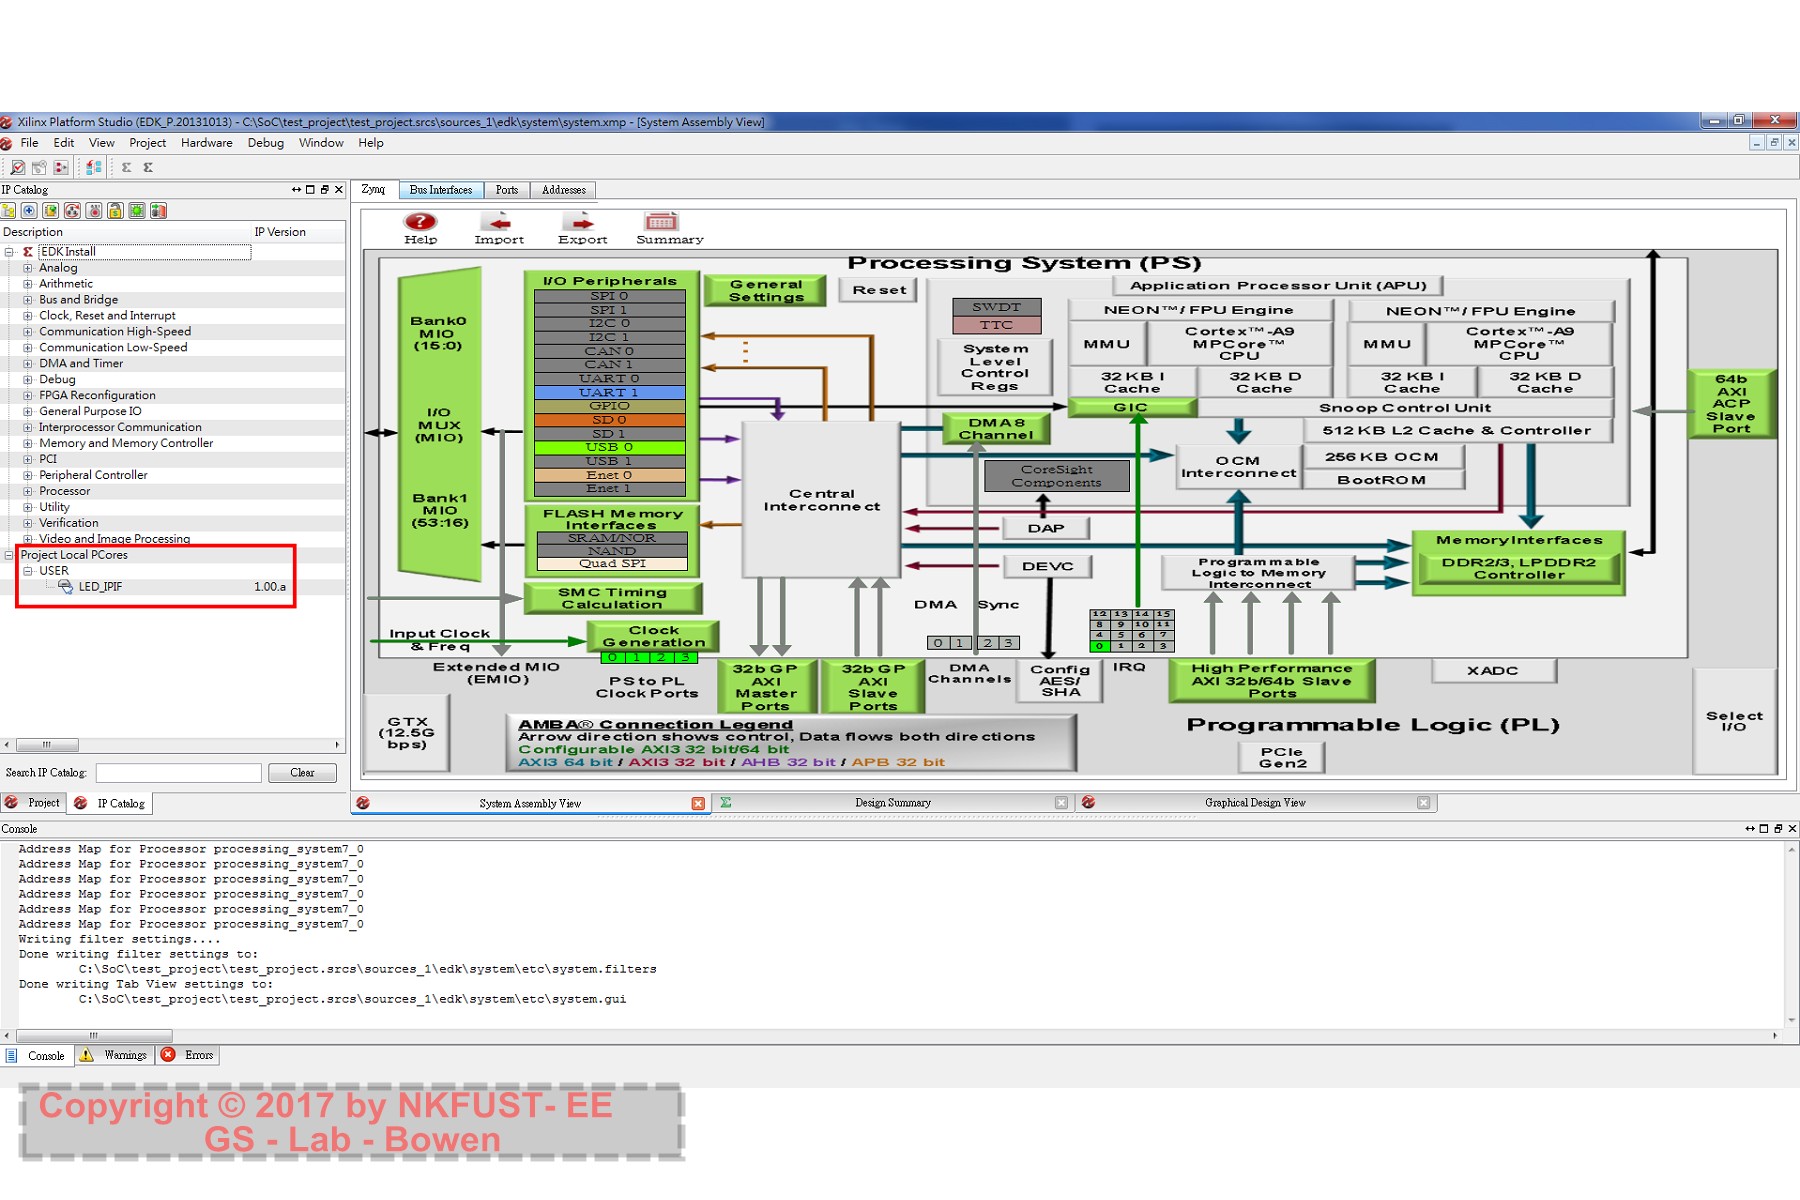 Xilinx Platform Studio (EDK_P.20131013) - C:\SoC\test_project\test_project.srcs\sources_1\edk\system\system.xmp - [System Assembly View]
File Edit View Project Hardware Debug Window Help
IP Catalog
Description IP Version
EDK Install
Analog
Arithmetic
Bus and Bridge
Clock, Reset and Interrupt
Communication High-Speed
Communication Low-Speed
DMA and Timer
Debug
FPGA Reconfiguration
General Purpose IO
Interprocessor Communication
Memory and Memory Controller
PCI
Peripheral Controller
Processor
Utility
Verification
Video and Image Processing
Project Local PCores
USER
LED_IPIF 1.00.a
Search IP Catalog: Clear
Project IP Catalog
Zynq Bus Interfaces Ports Addresses
Help Import Export Summary
Processing System (PS)
Bank0
MIO
(15:0)
I/O
MUX
(MIO)
Bank1
MIO
(53:16)
I/O Peripherals
SPI 0
SPI 1
I2C 0
I2C 1
CAN 0
CAN 1
UART 0
UART 1
GPIO
SD 0
SD 1
USB 0
USB 1
Enet 0
Enet 1
FLASH Memory
Interfaces
SRAM/NOR
NAND
Quad SPI
SMC Timing
Calculation
Input Clock
& Freq
Clock
Generation
0 1 2 3
Extended MIO
(EMIO)
PS to PL
Clock Ports
General
Settings
Reset
Central
Interconnect
Application Processor Unit (APU)
SWDT
TTC
System
Level
Control
Regs
NEON™/ FPU Engine
MMU
Cortex™-A9
MPCore™
CPU
32 KB I
Cache
32 KB D
Cache
NEON™/ FPU Engine
MMU
Cortex™-A9
MPCore™
CPU
32 KB I
Cache
32 KB D
Cache
GIC
Snoop Control Unit
DMA 8
Channel
512 KB L2 Cache & Controller
OCM
Interconnect
256 KB OCM
BootROM
CoreSight
Components
DAP
DEVC
Programmable
Logic to Memory
Interconnect
Memory Interfaces
DDR2/3, LPDDR2
Controller
64b
AXI
ACP
Slave
Port
DMA Sync
0 1 2 3
12 13 14 15
8 9 10 11
4 5 6 7
0 1 2 3
32b GP
AXI
Master
Ports
32b GP
AXI
Slave
Ports
DMA
Channels
Config
AES/
SHA
IRQ
High Performance
AXI 32b/64b Slave
Ports
XADC
GTX
(12.5G
bps)
AMBA® Connection Legend
Arrow direction shows control, Data flows both directions
Configurable AXI3 32 bit/64 bit
AXI3 64 bit / AXI3 32 bit / AHB 32 bit / APB 32 bit
Programmable Logic (PL)
PCIe
Gen2
Select
I/O
System Assembly View Design Summary Graphical Design View
Console
Address Map for Processor processing_system7_0
Address Map for Processor processing_system7_0
Address Map for Processor processing_system7_0
Address Map for Processor processing_system7_0
Address Map for Processor processing_system7_0
Address Map for Processor processing_system7_0
Writing filter settings....
Done writing filter settings to:
C:\SoC\test_project\test_project.srcs\sources_1\edk\system\etc\system.filters
Done writing Tab View settings to:
C:\SoC\test_project\test_project.srcs\sources_1\edk\system\etc\system.gui
Console Warnings Errors
Copyright © 2017 by NKFUST- EE
GS - Lab - Bowen